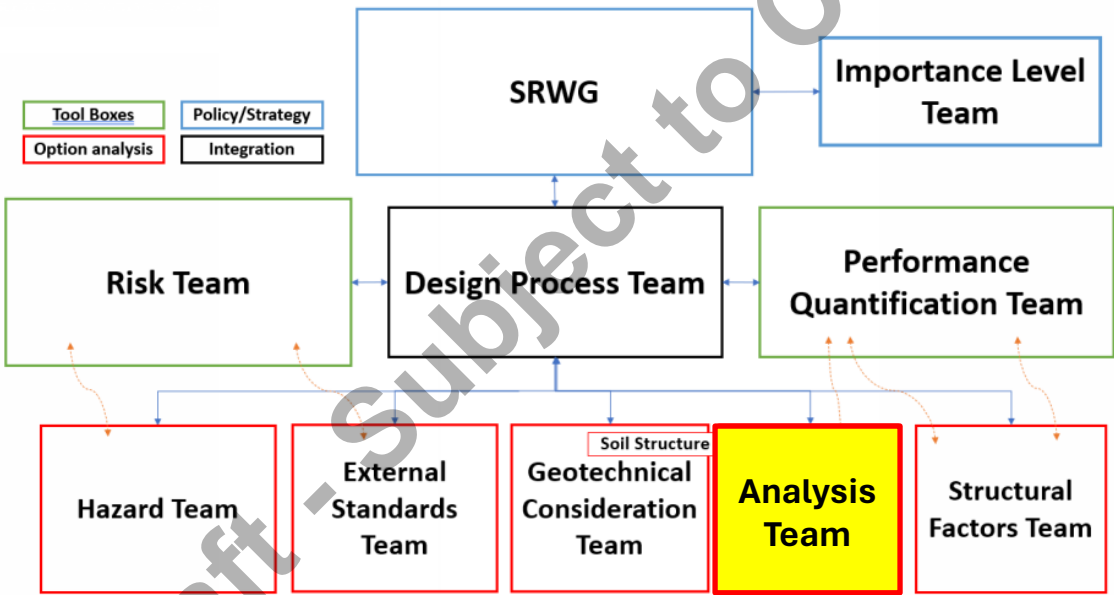 SRWG
Importance Level
Team
Tool Boxes
Policy/Strategy
Option analysis
Integration
Risk Team
Design Process Team
Performance
Quantification Team
Hazard Team
External
Standards
Team
Soil Structure
Geotechnical
Consideration
Team
Analysis
Team
Structural
Factors Team
ft - Subject to